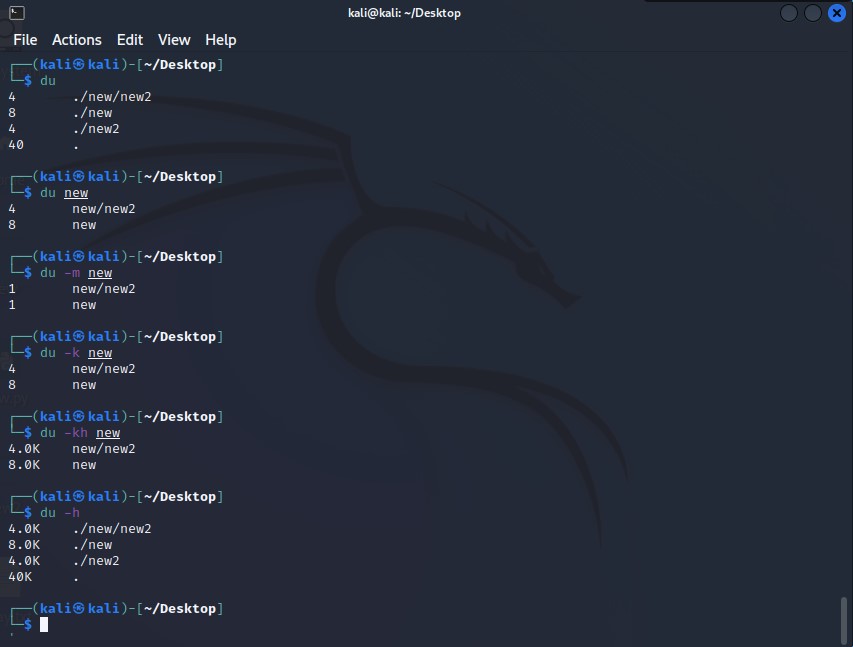 kali@kali: ~/Desktop
File Actions Edit View Help
┌──(kali㉿kali)-[~/Desktop]
└─$ du
4 ./new/new2
8 ./new
4 ./new2
40 .
┌──(kali㉿kali)-[~/Desktop]
└─$ du new
4 new/new2
8 new
┌──(kali㉿kali)-[~/Desktop]
└─$ du -m new
1 new/new2
1 new
┌──(kali㉿kali)-[~/Desktop]
└─$ du -k new
4 new/new2
8 new
┌──(kali㉿kali)-[~/Desktop]
└─$ du -kh new
4.0K new/new2
8.0K new
┌──(kali㉿kali)-[~/Desktop]
└─$ du -h
4.0K ./new/new2
8.0K ./new
4.0K ./new2
40K .
┌──(kali㉿kali)-[~/Desktop]
└─$